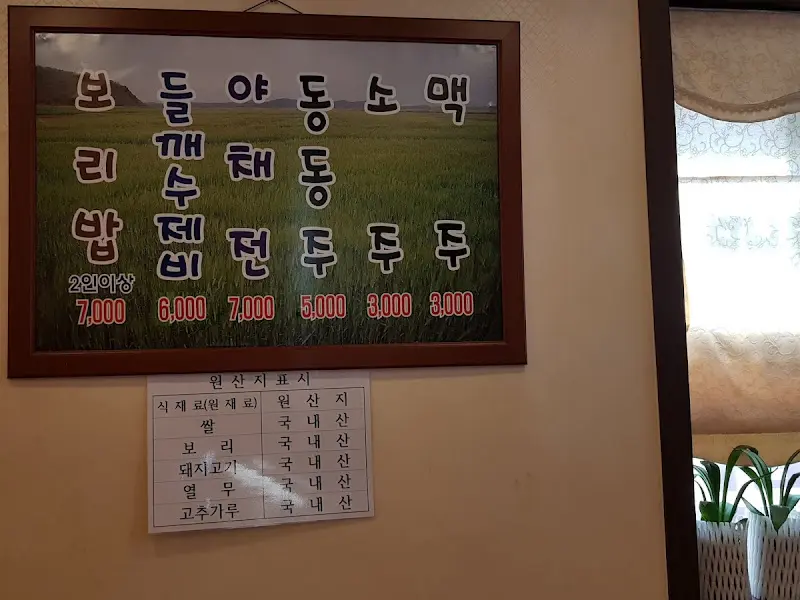 보리밥
2인이상
7,000
들깨수제비
6,000
야채전
7,000
동동주
5,000
소주
3,000
맥주
3,000
원산지표시
식재료(원재료) 원산지
쌀 국내산
보리 국내산
돼지고기 국내산
열무 국내산
고추가루 국내산